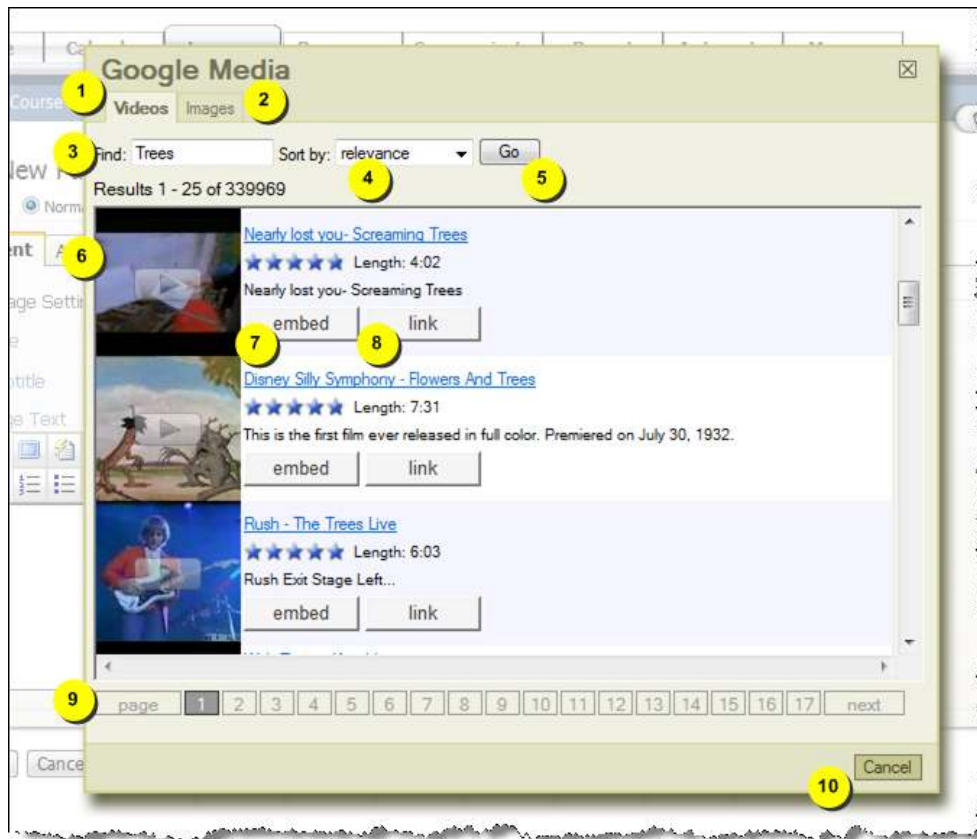 Google Media
1
Course
Videos Images
2
3
Find: Trees Sort by: relevance Go
4
5
Results 1 - 25 of 339969
New
6
Nearly lost you- Screaming Trees
Length: 4:02
Nearly lost you- Screaming Trees
embed link
7
8
Disney Silly Symphony - Flowers And Trees
Length: 7:31
This is the first film ever released in full color. Premiered on July 30, 1932.
embed link
Rush - The Trees Live
Length: 6:03
Rush Exit Stage Left...
embed link
9
page 1 2 3 4 5 6 7 8 9 10 11 12 13 14 15 16 17 next
Cancel
10